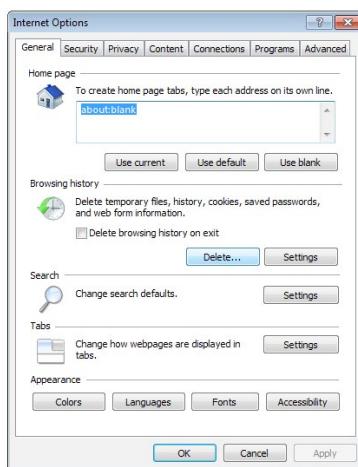 Internet Options
General Security Privacy Content Connections Programs Advanced
Home page
To create home page tabs, type each address on its own line.
about:blank
Use current Use default Use blank
Browsing history
Delete temporary files, history, cookies, saved passwords,
and web form information.
Delete browsing history on exit
Delete... Settings
Search
Change search defaults. Settings
Tabs
Change how webpages are displayed in
tabs.
Settings
Appearance
Colors Languages Fonts Accessibility
OK Cancel Apply